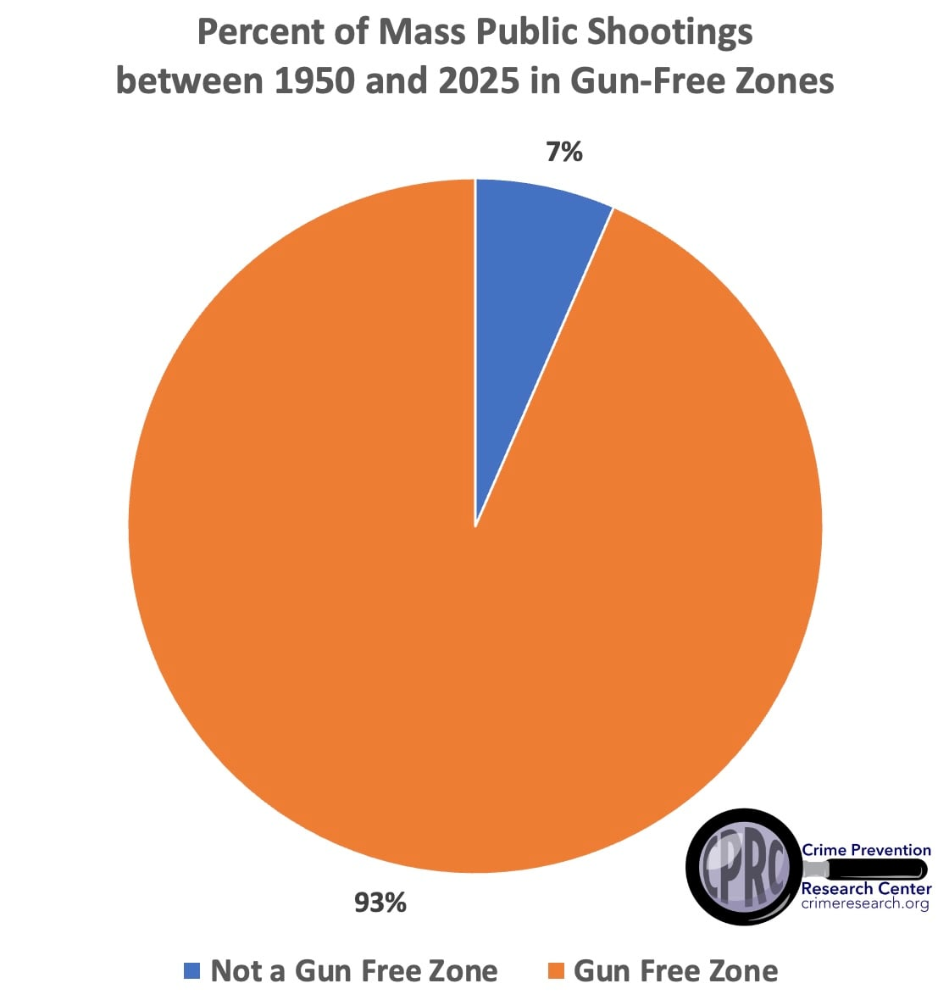 Percent of Mass Public Shootings
between 1950 and 2025 in Gun-Free Zones
7%
93%
CPRC
Crime Prevention
Research Center
crimeresearch.org
Not a Gun Free Zone
Gun Free Zone